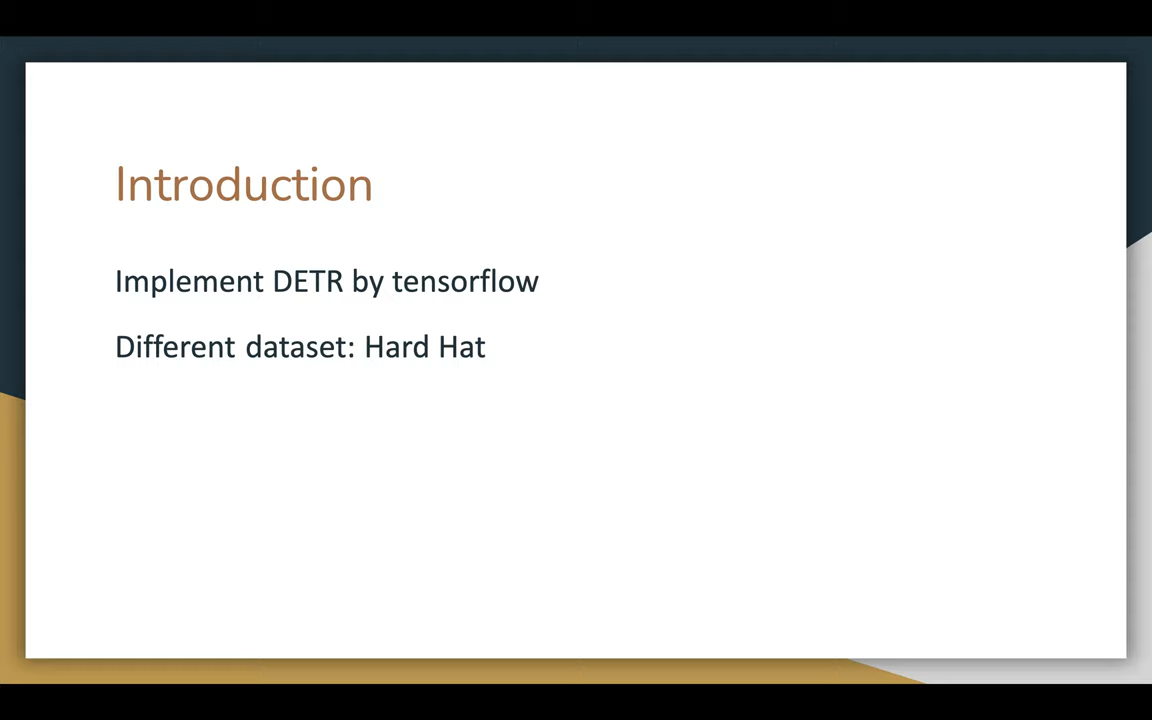 Introduction
Implement DETR by tensorflow
Different dataset: Hard Hat